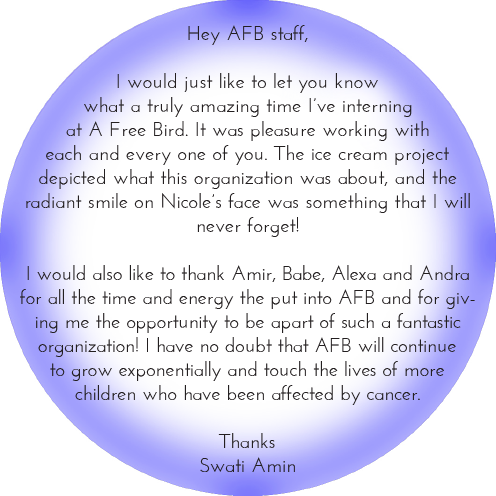 Hey AFB staff,
I would just like to let you know
what a truly amazing time I've interning
at A Free Bird. It was pleasure working with
each and every one of you. The ice cream project
depicted what this organization was about, and the
radiant smile on Nicole's face was something that I will
never forget!
I would also like to thank Amir, Babe, Alexa and Andra
for all the time and energy the put into AFB and for giv-
ing me the opportunity to be apart of such a fantastic
organization! I have no doubt that AFB will continue
to grow exponentially and touch the lives of more
children who have been affected by cancer.
Thanks
Swati Amin